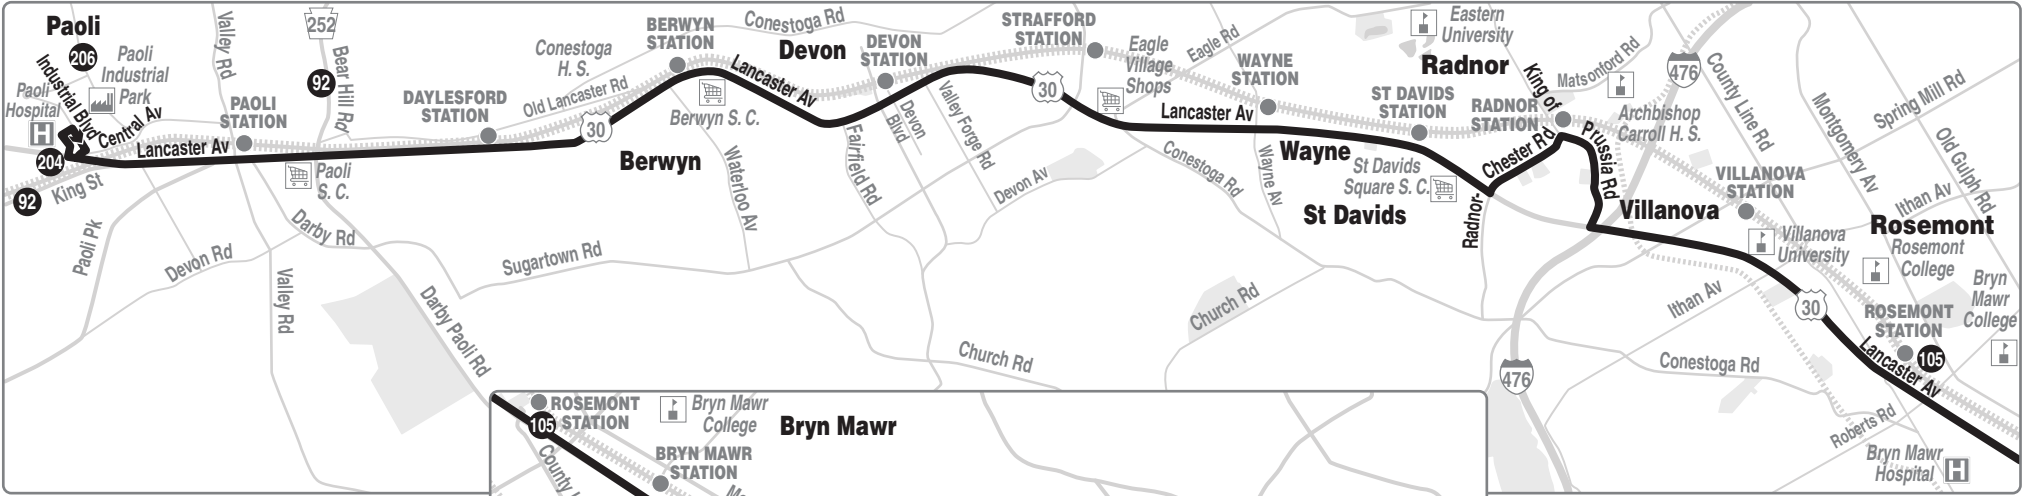 Paoli
206
Paoli
Industrial
Park
Industrial Blvd
Paoli
Hospital
H
Central Av
204
92
King St
Lancaster Av
Valley Rd
252
92
Bear Hill Rd
PAOLI
STATION
Paoli
S. C.
Paoli Pk
Devon Rd
Darby Rd
Valley Rd
Darby Paoli Rd
Sugartown Rd
DAYLESFORD
STATION
Conestoga
H. S.
Old Lancaster Rd
30
BERWYN
STATION
Conestoga Rd
Berwyn S. C.
Berwyn
Waterloo Av
Lancaster Av
Devon
DEVON
STATION
Devon
Blvd
Fairfield Rd
Valley Forge Rd
Devon Av
STRAFFORD
STATION
30
Eagle
Village
Shops
Eagle Rd
Lancaster Av
WAYNE
STATION
Wayne
Conestoga Rd
Wayne Av
Church Rd
Church Rd
Eastern
University
Radnor
ST DAVIDS
STATION
St Davids
Square S. C.
St Davids
RADNOR
STATION
King of
Prussia Rd
Matsonford Rd
Chester Rd
Radnor-
Archbishop
Carroll H. S.
476
County Line Rd
Montgomery Av
Spring Mill Rd
Old Gulph Rd
Ithan Av
VILLANOVA
STATION
Villanova
Villanova
University
Rosemont
Rosemont
College
Bryn
Mawr
College
30
Ithan Av
ROSEMONT
STATION
105
Lancaster Av
Conestoga Rd
476
Roberts Rd
Bryn Mawr
Hospital
H
ROSEMONT
STATION
105
Bryn Mawr
College
Bryn Mawr
BRYN MAWR
STATION
County